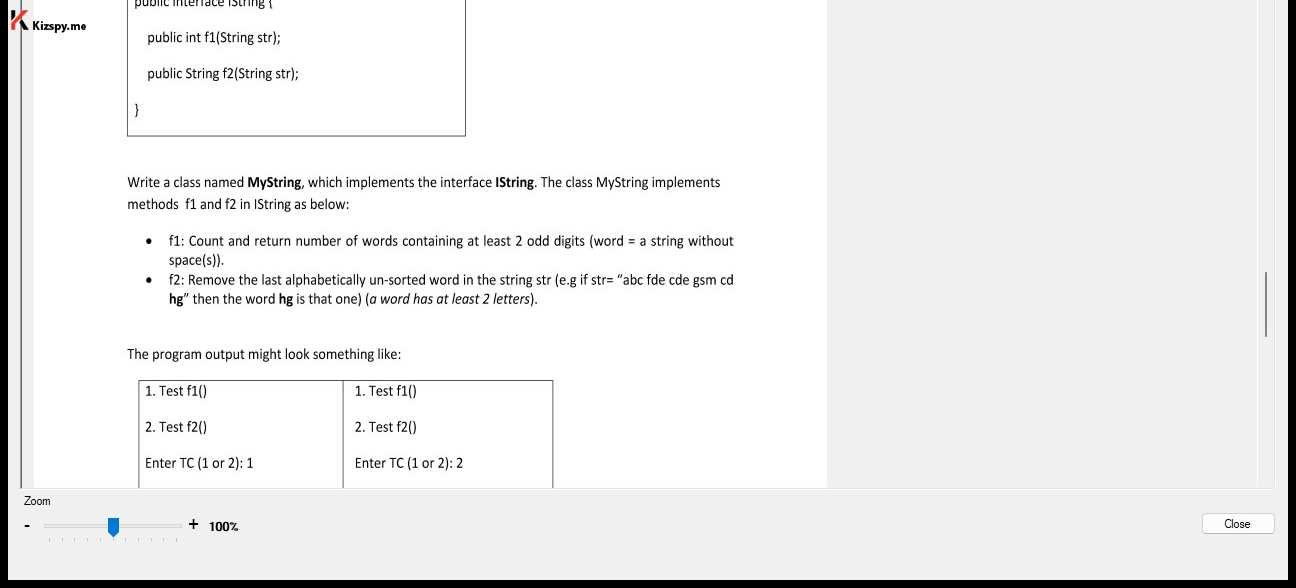 public interface IString {
Kizspy.me
public int f1(String str);
public String f2(String str);
}
Write a class named MyString, which implements the interface IString. The class MyString implements
methods f1 and f2 in IString as below:
• f1: Count and return number of words containing at least 2 odd digits (word = a string without
space(s)).
• f2: Remove the last alphabetically un-sorted word in the string str (e.g if str= “abc fde cde gsm cd
hg” then the word hg is that one) (a word has at least 2 letters).
The program output might look something like:
1. Test f1()
2. Test f2()
Enter TC (1 or 2): 1
1. Test f1()
2. Test f2()
Enter TC (1 or 2): 2
Zoom
- + 100%
Close